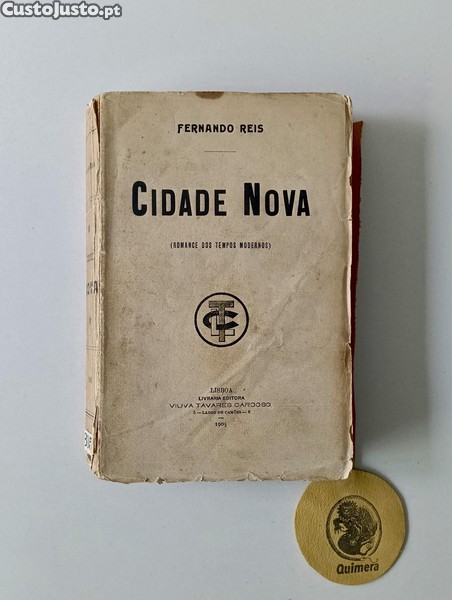 CustoJusto.pt
FERNANDO REIS
CIDADE NOVA
(ROMANCE DOS TEMPOS MODERNOS)
LISBOA
LIVRARIA EDITORA
VIUVA TAVARES CARDOSO
5—LARGO DE CAMÕES—6
Quimera